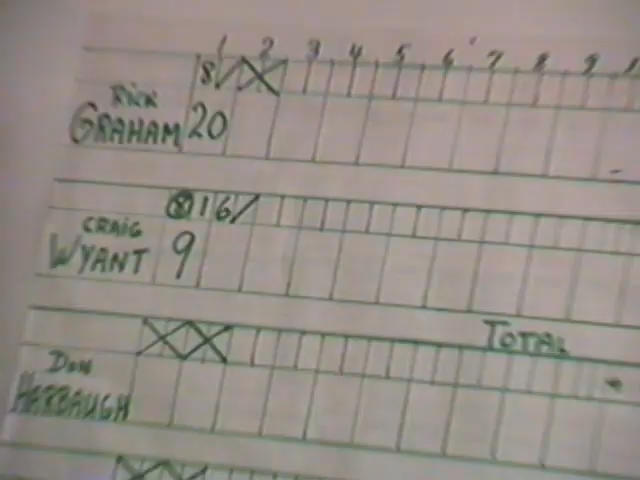 1 2 3 4 5 6 7 8 9
8 / X
RICK
GRAHAM 20
8 1 6 /
CRAIG
WYANT 9
TOTAL
X X
DON
HARBAUGH
X X